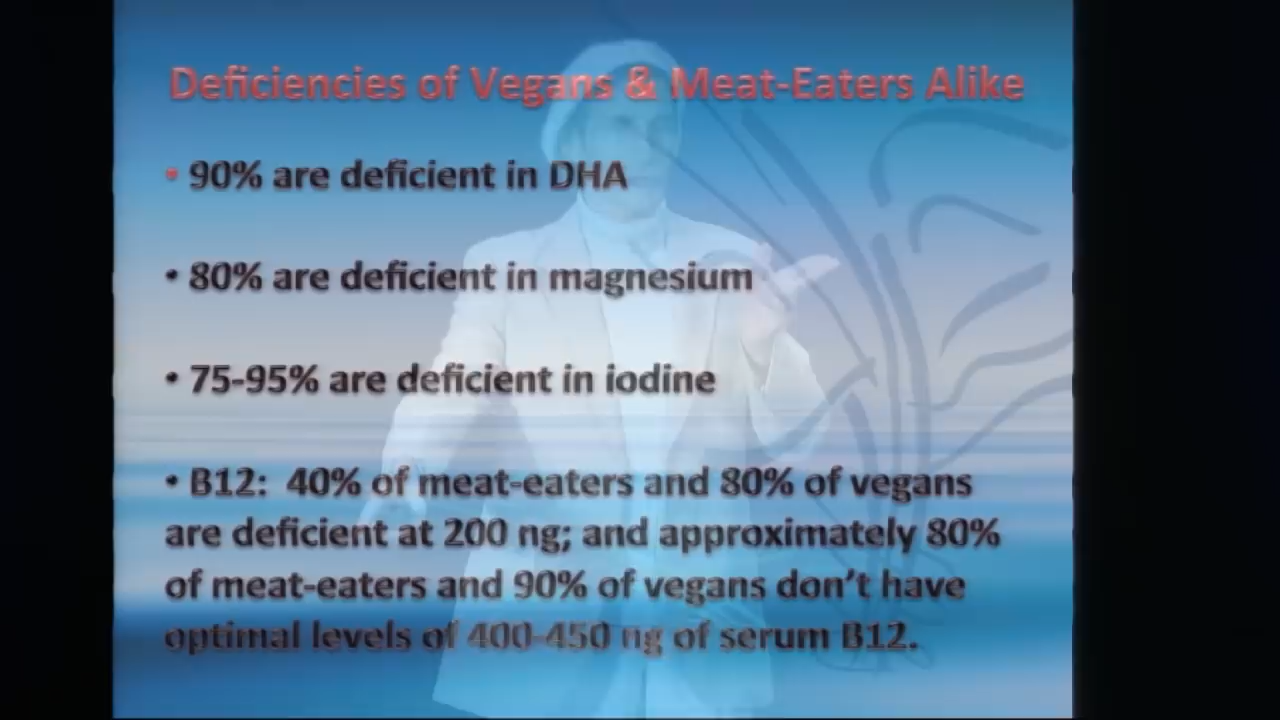 Deficiencies of Vegans & Meat-Eaters Alike
• 90% are deficient in DHA
• 80% are deficient in magnesium
• 75-95% are deficient in iodine
• B12:  40% of meat-eaters and 80% of vegans
are deficient at 200 ng; and approximately 80%
of meat-eaters and 90% of vegans don’t have
optimal levels of 400-450 ng of serum B12.